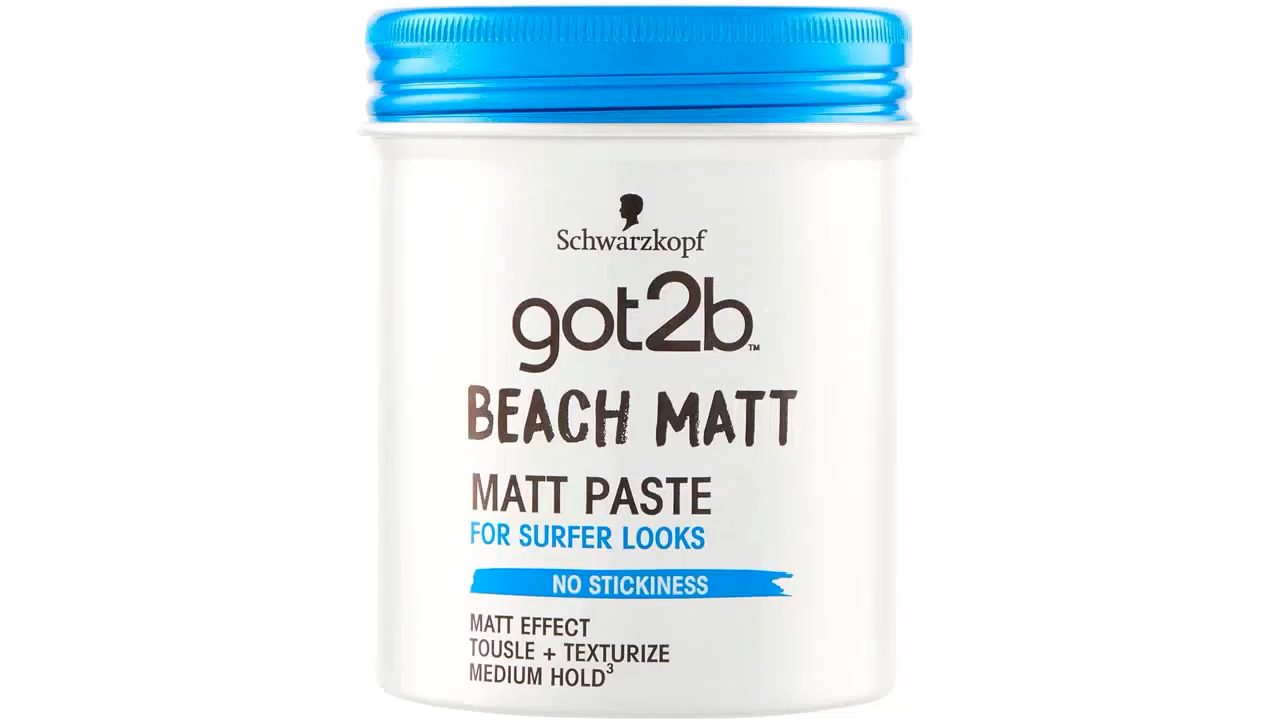 Schwarzkopf
got2b™
BEACH MATT
MATT PASTE
FOR SURFER LOOKS
NO STICKINESS
MATT EFFECT
TOUSLE + TEXTURIZE
MEDIUM HOLD³